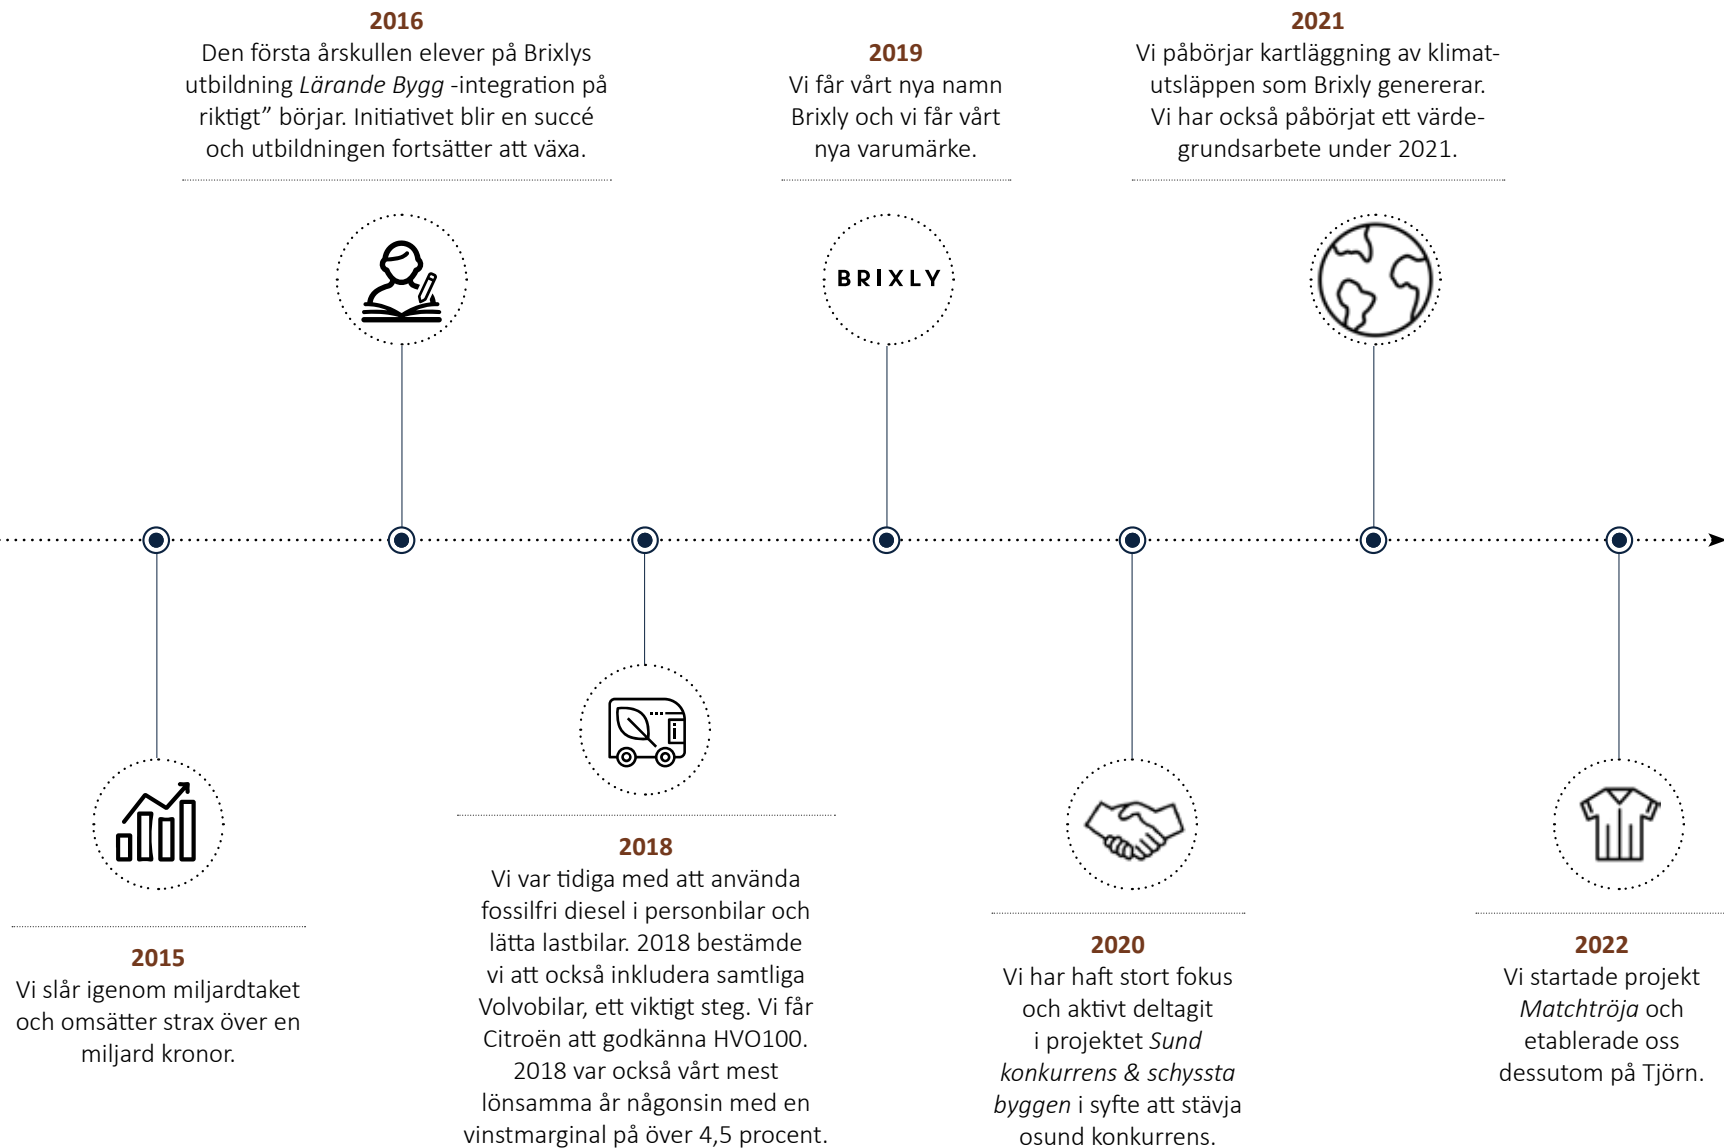 2016
Den första årskullen elever på Brixlys
utbildning Lärande Bygg -integration på
riktigt” börjar. Initiativet blir en succé
och utbildningen fortsätter att växa.
2019
Vi får vårt nya namn
Brixly och vi får vårt
nya varumärke.
2021
Vi påbörjar kartläggning av klimat-
utsläppen som Brixly genererar.
Vi har också påbörjat ett värde-
grundsarbete under 2021.
BRIXLY
2015
Vi slår igenom miljardtaket
och omsätter strax över en
miljard kronor.
2018
Vi var tidiga med att använda
fossilfri diesel i personbilar och
lätta lastbilar. 2018 bestämde
vi att också inkludera samtliga
Volvobilar, ett viktigt steg. Vi får
Citroën att godkänna HVO100.
2018 var också vårt mest
lönsamma år någonsin med en
vinstmarginal på över 4,5 procent.
2020
Vi har haft stort fokus
och aktivt deltagit
i projektet Sund
konkurrens & schyssta
byggen i syfte att stävja
osund konkurrens.
2022
Vi startade projekt
Matchtröja och
etablerade oss
dessutom på Tjörn.